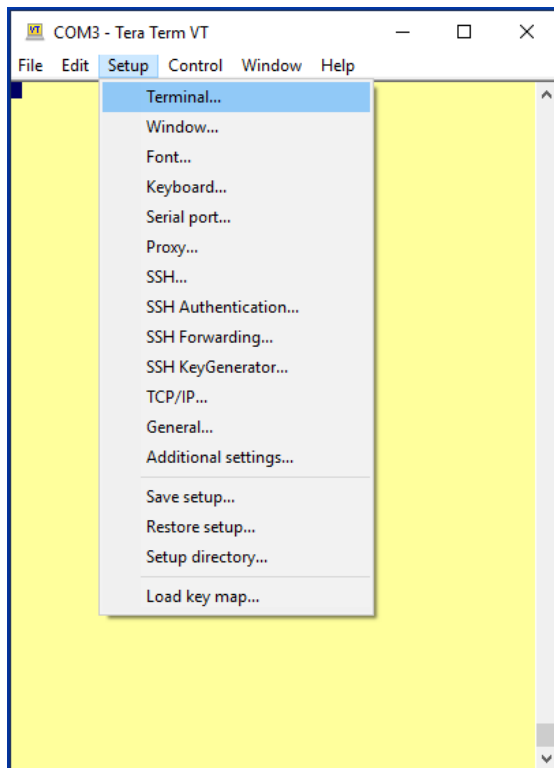 COM3 - Tera Term VT
File Edit Setup Control Window Help
Terminal...
Window...
Font...
Keyboard...
Serial port...
Proxy...
SSH...
SSH Authentication...
SSH Forwarding...
SSH KeyGenerator...
TCP/IP...
General...
Additional settings...
Save setup...
Restore setup...
Setup directory...
Load key map...